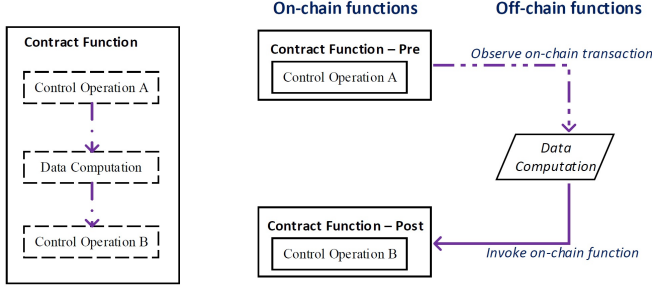 On-chain functions
Off-chain functions
Contract Function
Control Operation A
Data Computation
Control Operation B
Contract Function – Pre
Control Operation A
Observe on-chain transaction
Data
Computation
Contract Function – Post
Control Operation B
Invoke on-chain function